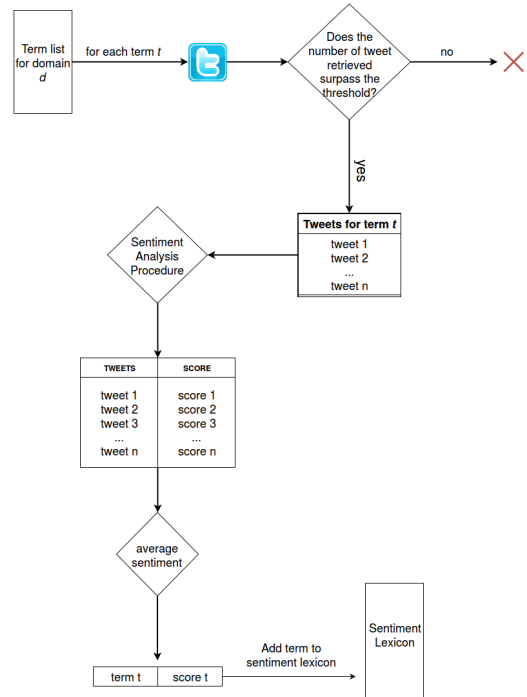 Term list
for domain
d
for each term t
Does the
number of tweet
retrieved
surpass the
threshold?
no
yes
Tweets for term t
tweet 1
tweet 2
...
tweet n
Sentiment
Analysis
Procedure
TWEETS SCORE
tweet 1 score 1
tweet 2 score 2
tweet 3 score 3
... ...
tweet n score n
average
sentiment
term t score t
Add term to
sentiment lexicon
Sentiment
Lexicon